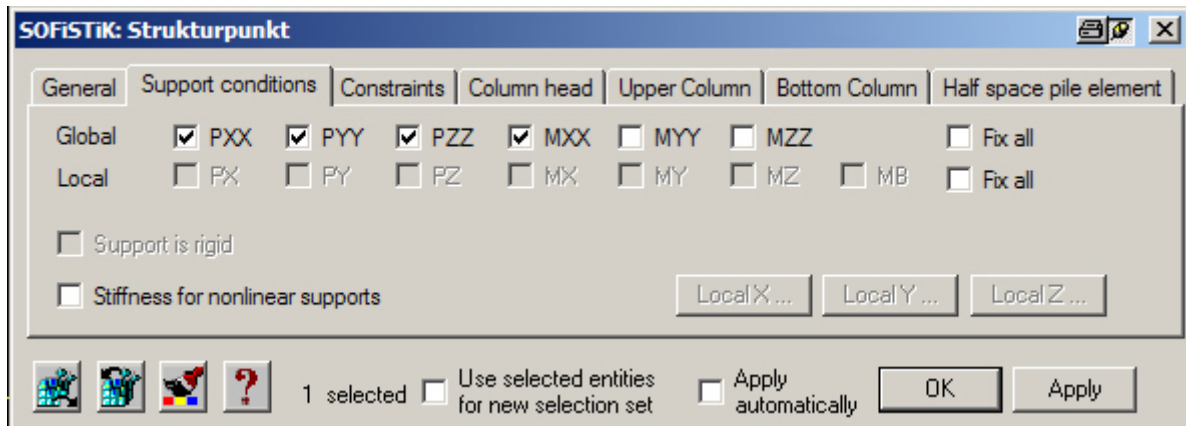 SOFiSTiK: Strukturpunkt
General Support conditions Constraints Column head Upper Column Bottom Column Half space pile element
Global PXX PYY PZZ MXX MYY MZZ Fix all
Local PX PY PZ MX MY MZ MB Fix all
Support is rigid
Stiffness for nonlinear supports Local X ... Local Y ... Local Z ...
? 1 selected Use selected entities Apply OK Apply
for new selection set automatically